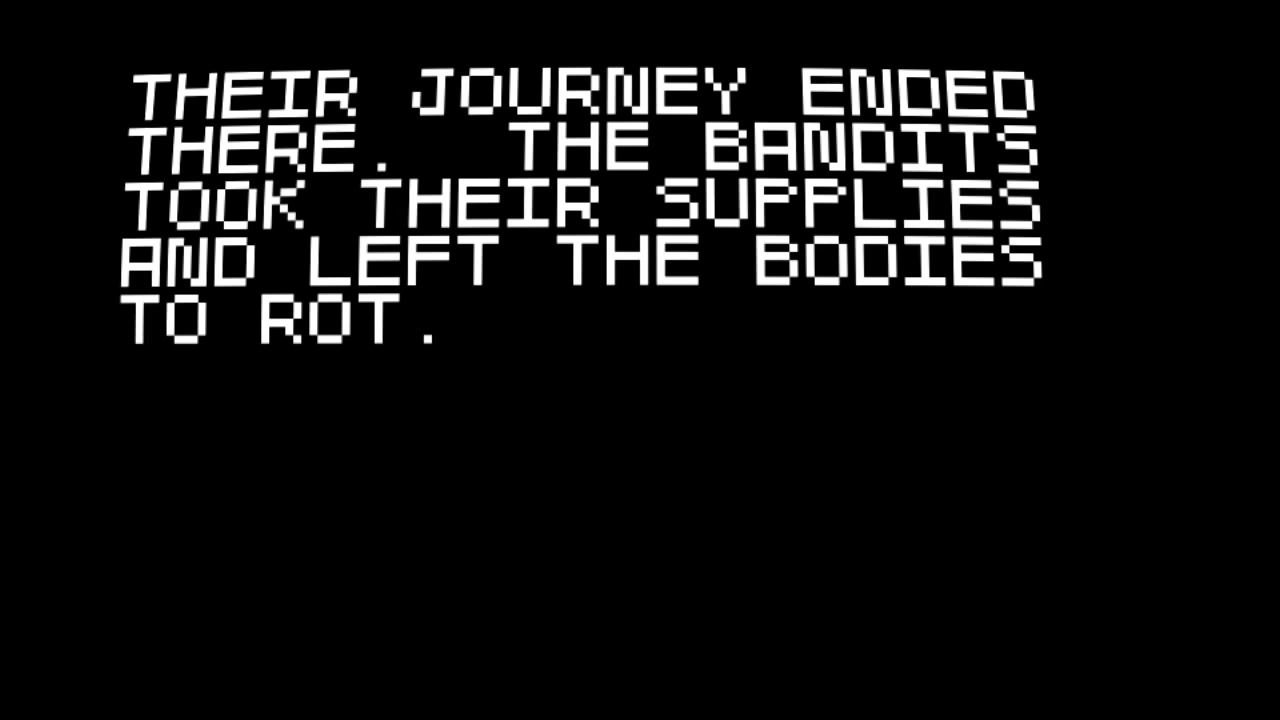 THEIR JOURNEY ENDED
THERE.  THE BANDITS
TOOK THEIR SUPPLIES
AND LEFT THE BODIES
TO ROT.